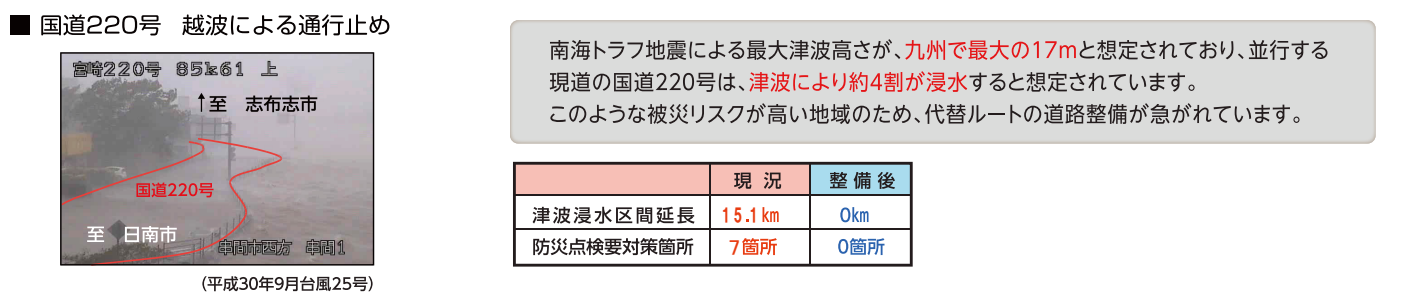 ■ 国道220号 越波による通行止め
宮崎220号 85k61 上
↑至 志布志市
国道220号
至 日南市
串間市西方 串間1
（平成30年9月台風25号）
南海トラフ地震による最大津波高さが、九州で最大の17mと想定されており、並行する
現道の国道220号は、津波により約4割が浸水すると想定されています。
このような被災リスクが高い地域のため、代替ルートの道路整備が急がれています。
現 況 整備後
津波浸水区間延長 15.1km 0km
防災点検要対策箇所 7箇所 0箇所